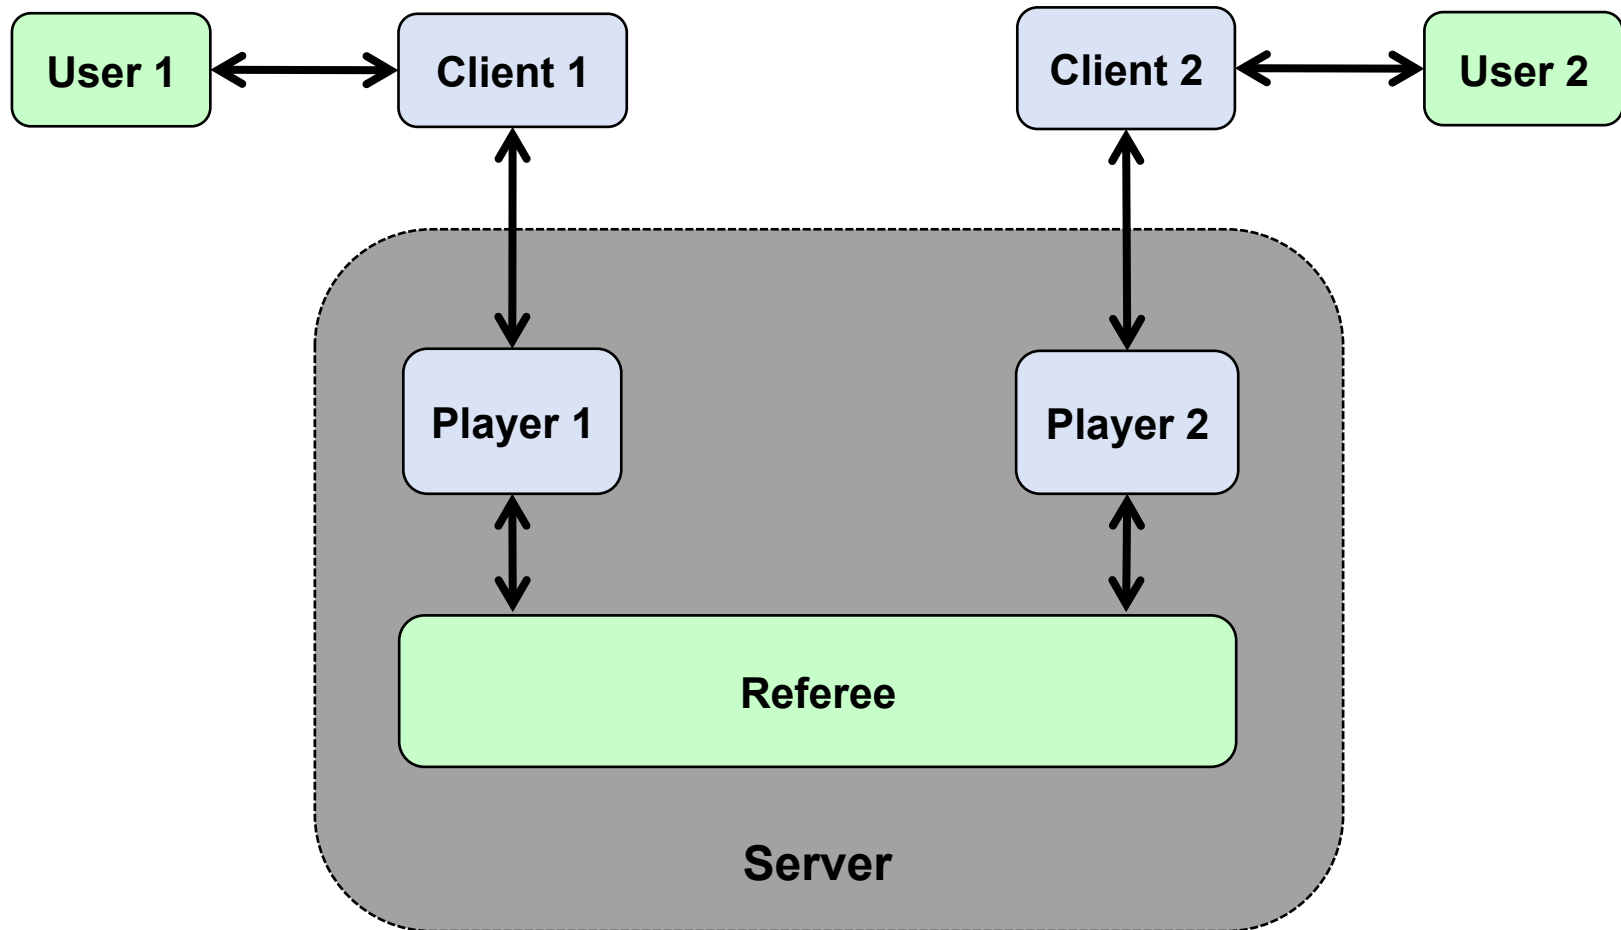 User 1
Client 1
Client 2
User 2
Player 1
Player 2
Referee
Server